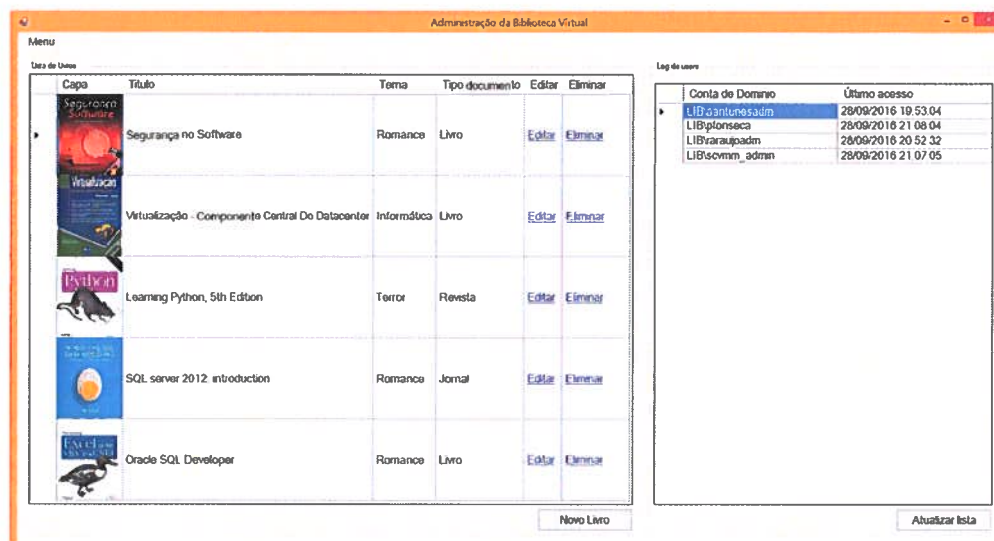 Administração da Biblioteca Virtual
Menu
Lista de Livros
Log de users
Capa Titulo Tema Tipo documento Editar Eliminar
Conta de Dominio Último acesso
LIB\santunesadm 28/09/2016 19:53:04
LIB\pfonseca 28/09/2016 21:08:04
LIB\raraujoadm 28/09/2016 20:52:32
LIB\scvmm_admin 28/09/2016 21:07:05
Segurança Software
Segurança no Software Romance Livro Editar Eliminar
Virtualização
Virtualização - Componente Central Do Datacenter Informática Livro Editar Eliminar
Python
Learning Python, 5th Edition Terror Revista Editar Eliminar
SQL server 2012: introduction Romance Jornal Editar Eliminar
Excel
Oracle SQL Developer Romance Livro Editar Eliminar
Novo Livro
Atualizar lista